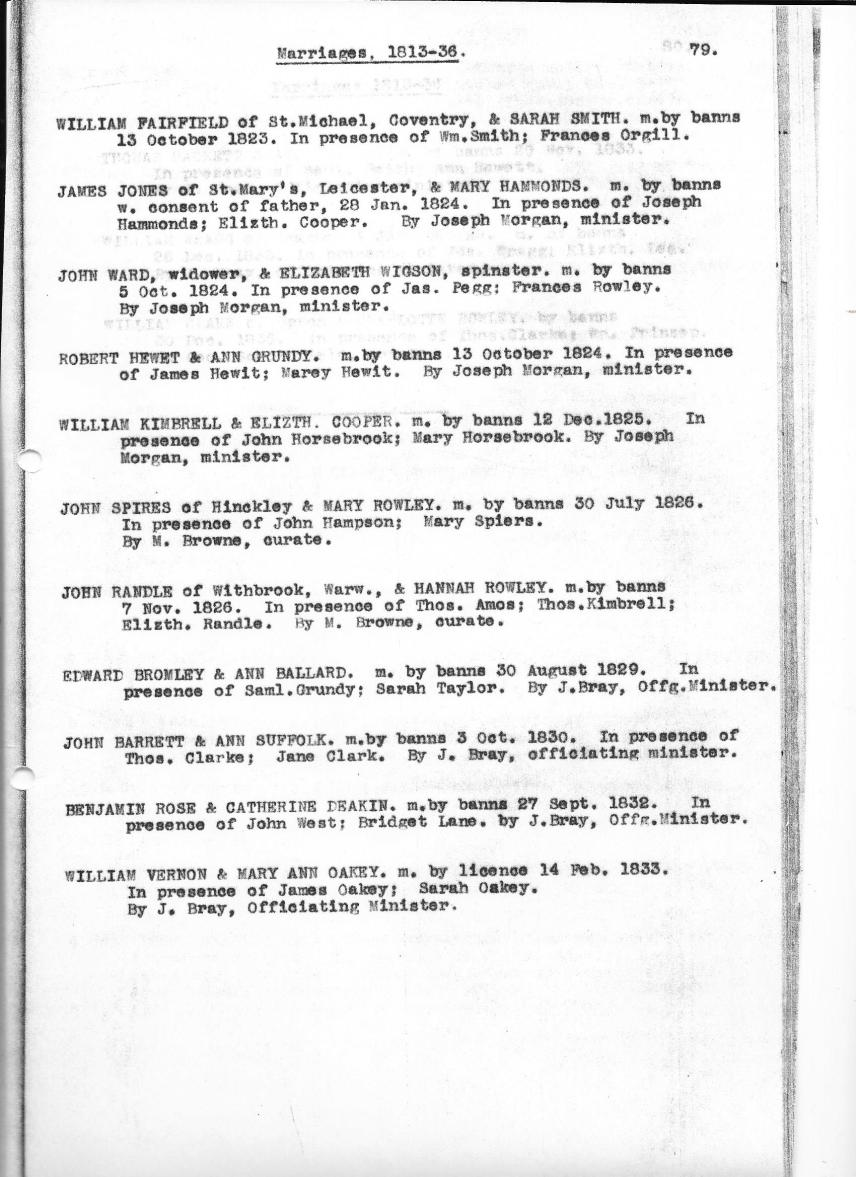 Marriages, 1813-36.
79.
WILLIAM FAIRFIELD of St.Michael, Coventry, & SARAH SMITH. m.by banns
13 October 1823. In presence of Wm.Smith; Frances Orgill.
JAMES JONES of St.Mary's, Leicester, & MARY HAMMONDS. m. by banns
w. consent of father, 28 Jan. 1824. In presence of Joseph
Hammonds; Elizth. Cooper. By Joseph Morgan, minister.
JOHN WARD, widower, & ELIZABETH WIGSON, spinster. m. by banns
5 Oct. 1824. In presence of Jas. Pegg; Frances Rowley.
By Joseph Morgan, minister.
ROBERT HEWET & ANN GRUNDY. m.by banns 13 October 1824. In presence
of James Hewit; Marey Hewit. By Joseph Morgan, minister.
WILLIAM KIMBRELL & ELIZTH. COOPER. m. by banns 12 Dec.1825. In
presence of John Horsebrook; Mary Horsebrook. By Joseph
Morgan, minister.
JOHN SPIRES of Hinckley & MARY ROWLEY. m. by banns 30 July 1826.
In presence of John Hampson; Mary Spiers.
By M. Browne, curate.
JOHN RANDLE of Withbrook, Warw., & HANNAH ROWLEY. m.by banns
7 Nov. 1826. In presence of Thos. Amos; Thos.Kimbrell;
Elizth. Randle. By M. Browne, curate.
EDWARD BROMLEY & ANN BALLARD. m. by banns 30 August 1829. In
presence of Saml.Grundy; Sarah Taylor. By J.Bray, Offg.Minister.
JOHN BARRETT & ANN SUFFOLK. m.by banns 3 Oct. 1830. In presence of
Thos. Clarke; Jane Clark. By J. Bray, officiating minister.
BENJAMIN ROSE & CATHERINE DEAKIN. m.by banns 27 Sept. 1832. In
presence of John West; Bridget Lane. by J.Bray, Offg.Minister.
WILLIAM VERNON & MARY ANN OAKEY. m. by licence 14 Feb. 1833.
In presence of James Oakey; Sarah Oakey.
By J. Bray, Officiating Minister.